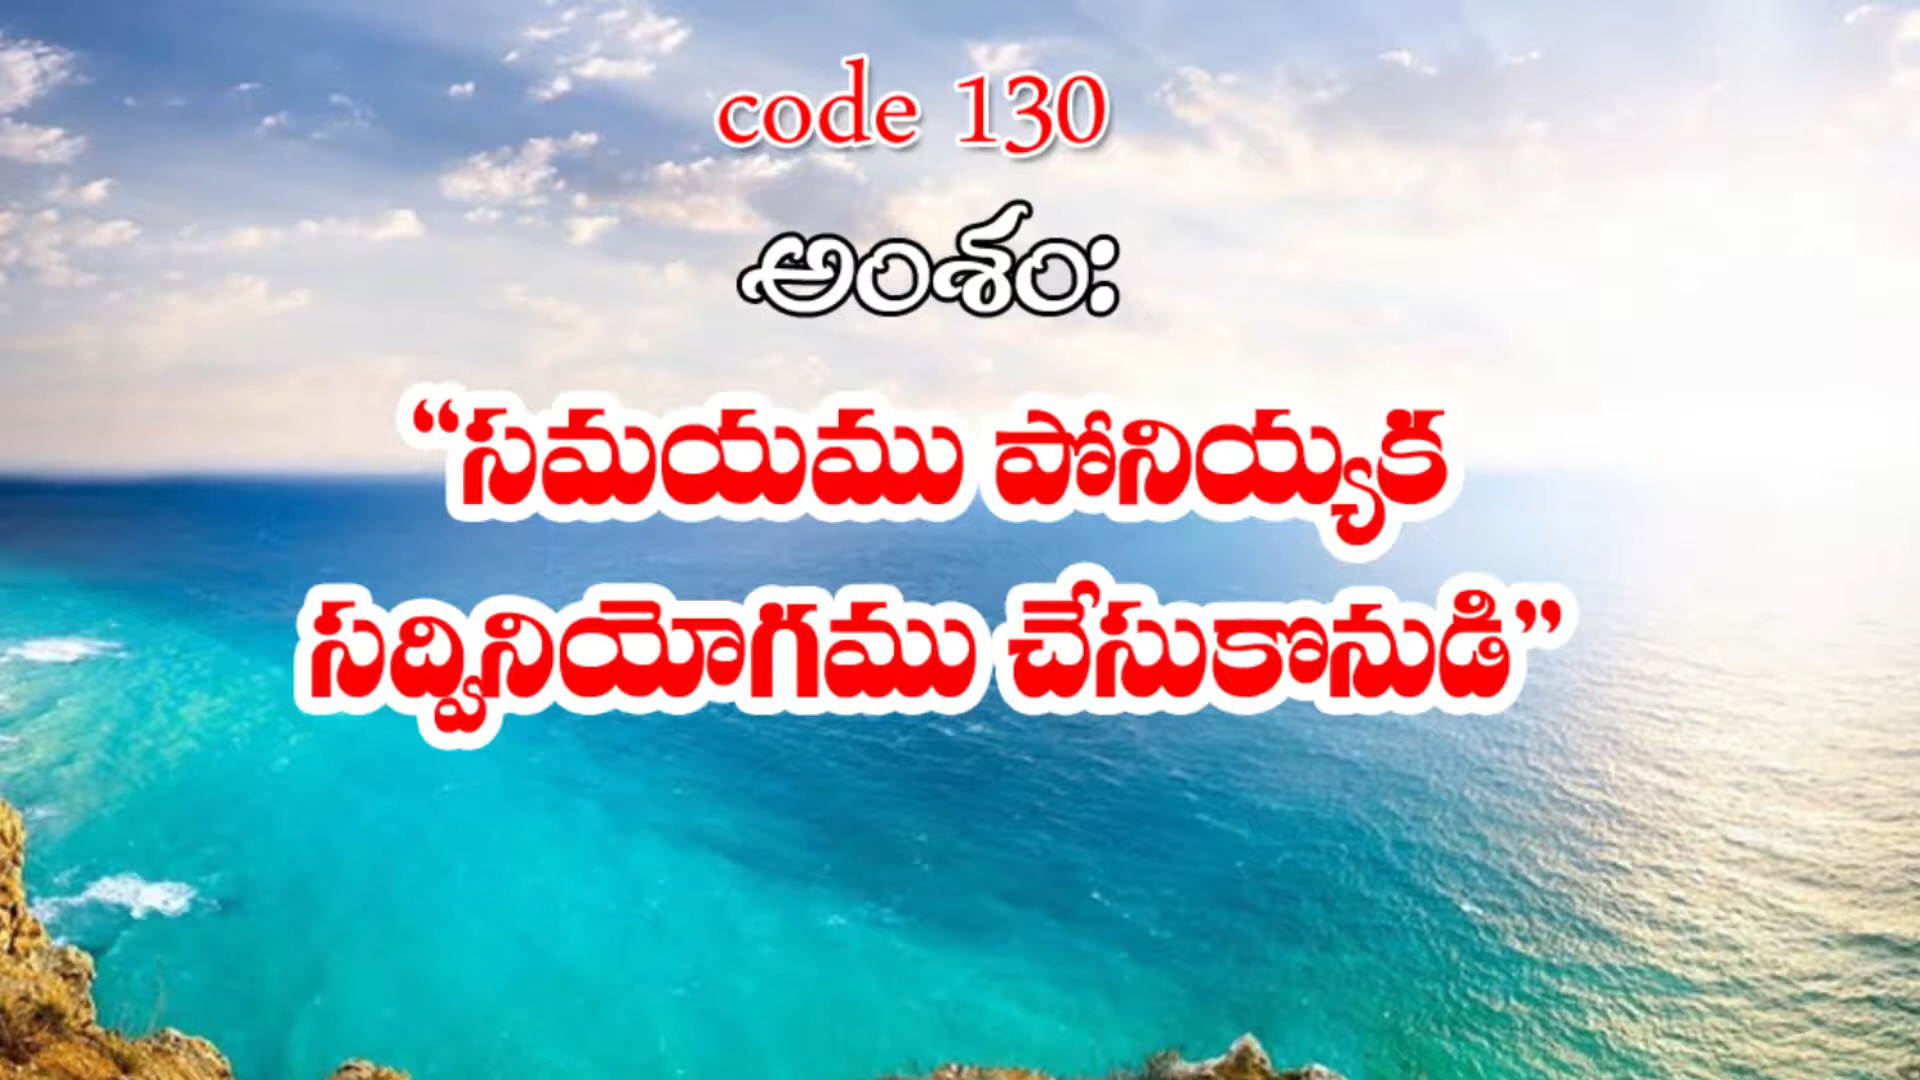 code 130
అంశం:
“సమయము పోనియ్యక
సద్వినియోగము చేసుకొనుడి”